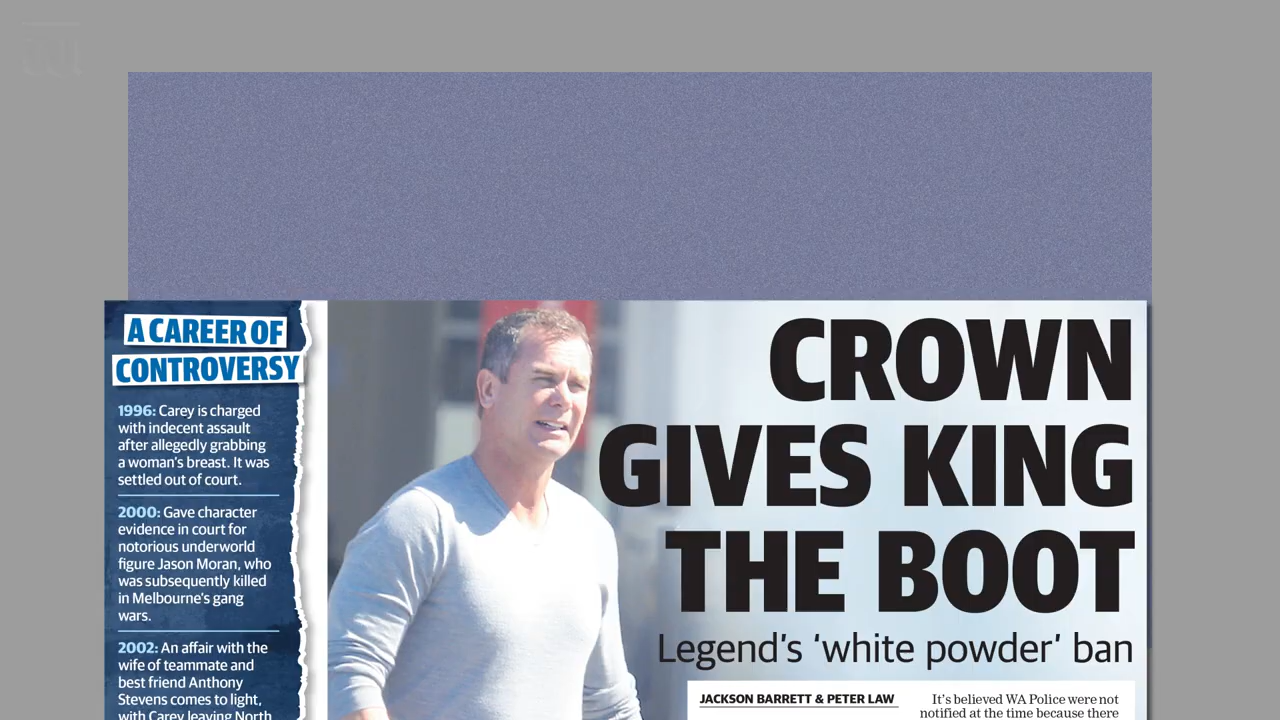 A CAREER OF
CONTROVERSY
1996: Carey is charged
with indecent assault
after allegedly grabbing
a woman's breast. It was
settled out of court.
2000: Gave character
evidence in court for
notorious underworld
figure Jason Moran, who
was subsequently killed
in Melbourne's gang
wars.
2002: An affair with the
wife of teammate and
best friend Anthony
Stevens comes to light,
with Carey leaving North
CROWN
GIVES KING
THE BOOT
Legend's ‘white powder’ ban
JACKSON BARRETT & PETER LAW
It's believed WA Police were not
notified at the time because there